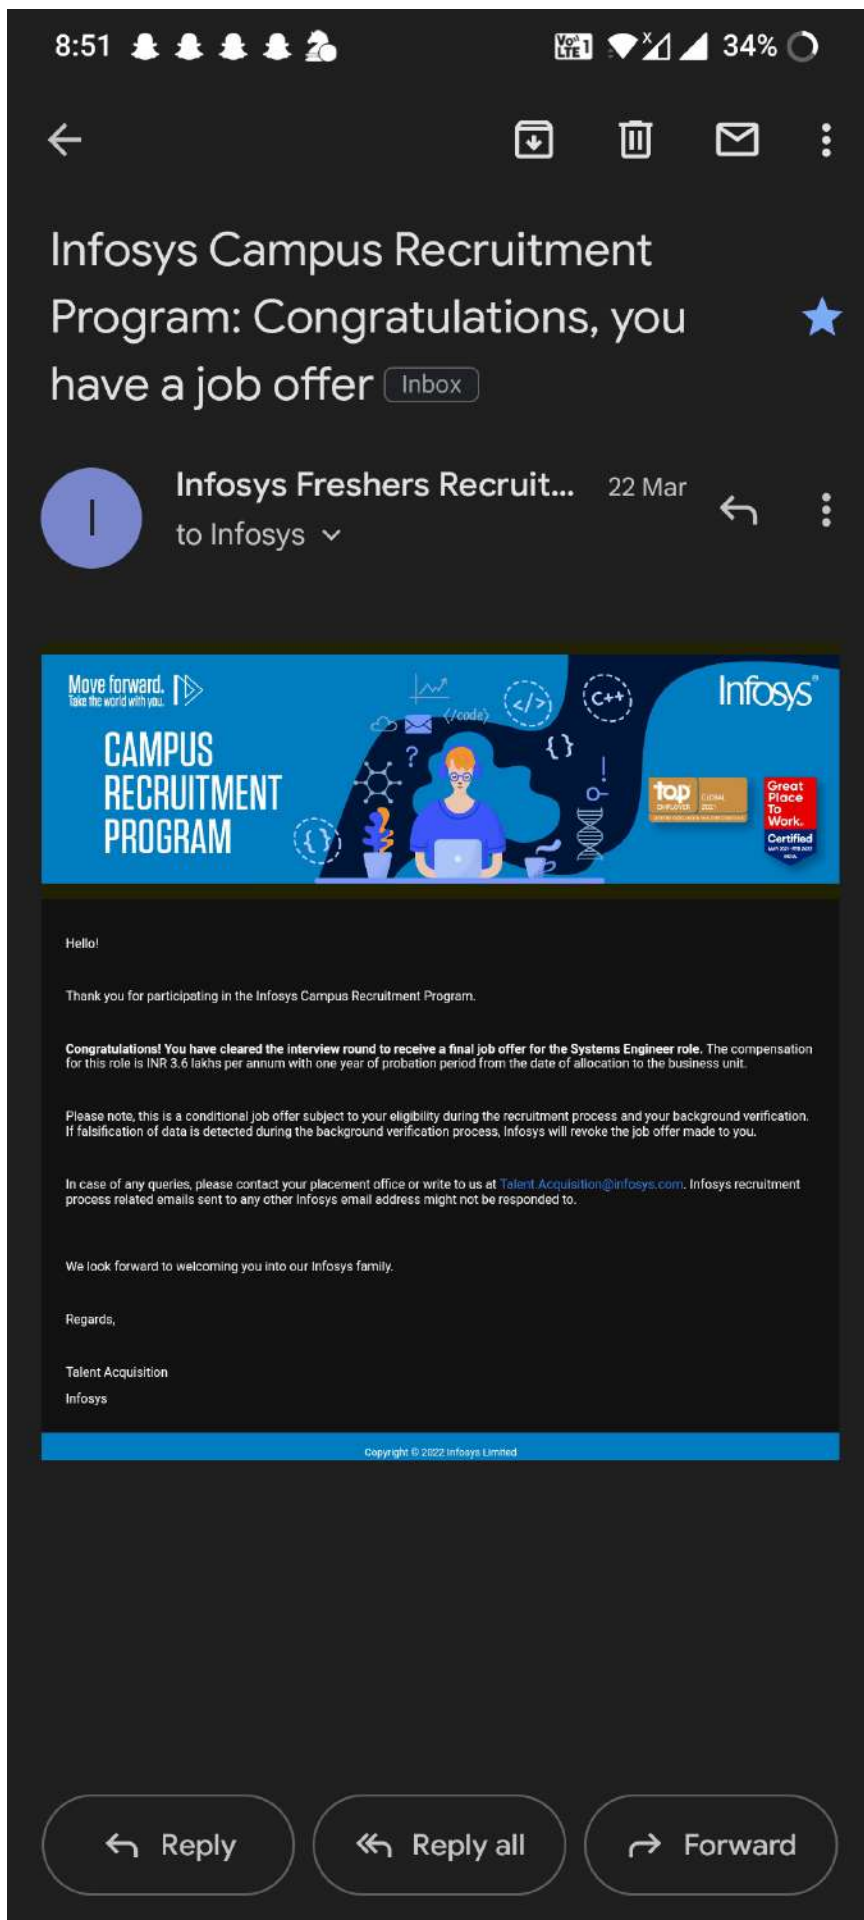 8:51
VoLTE 1
34%
Infosys Campus Recruitment
Program: Congratulations, you
have a job offer Inbox
I
Infosys Freshers Recruit... 22 Mar
to Infosys
Move forward.
Take the world with you.
CAMPUS
RECRUITMENT
PROGRAM
</code>
</>
C++
{}
?
!
{}
Infosys®
top
EMPLOYER
GLOBAL
2021
Great
Place
To
Work.
Certified
INDIA
Hello!
Thank you for participating in the Infosys Campus Recruitment Program.
Congratulations! You have cleared the interview round to receive a final job offer for the Systems Engineer role. The compensation
for this role is INR 3.6 lakhs per annum with one year of probation period from the date of allocation to the business unit.
Please note, this is a conditional job offer subject to your eligibility during the recruitment process and your background verification.
If falsification of data is detected during the background verification process, Infosys will revoke the job offer made to you.
In case of any queries, please contact your placement office or write to us at Talent.Acquisition@infosys.com. Infosys recruitment
process related emails sent to any other Infosys email address might not be responded to.
We look forward to welcoming you into our Infosys family.
Regards,
Talent Acquisition
Infosys
Copyright © 2022 Infosys Limited
Reply
Reply all
Forward